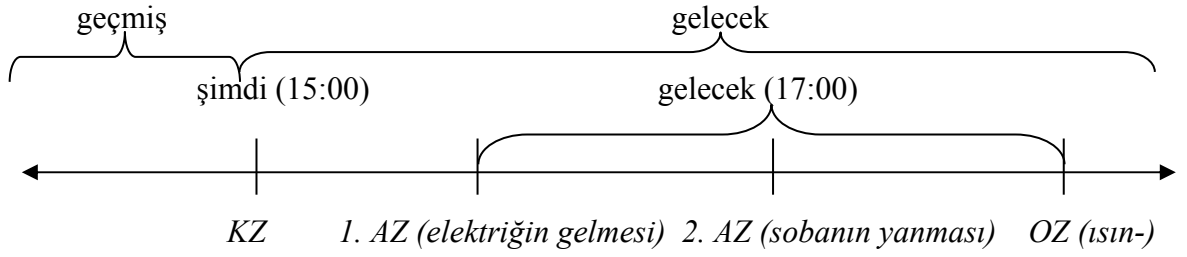 geçmiş gelecek
şimdi (15:00) gelecek (17:00)
KZ 1. AZ (elektriğin gelmesi) 2. AZ (sobanın yanması) OZ (ısın-)